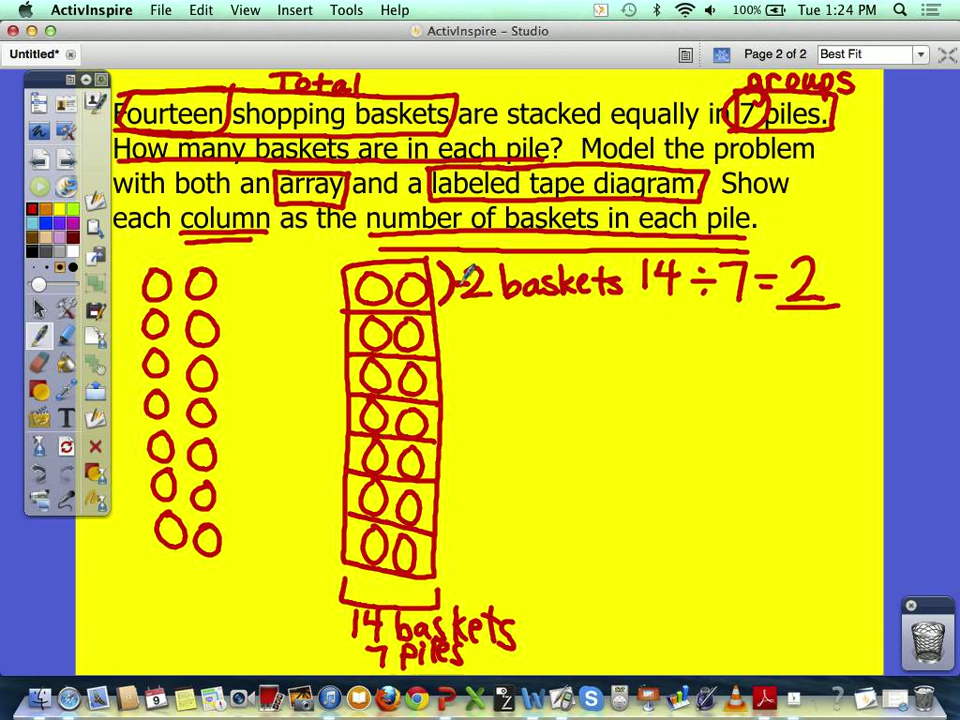 ActivInspire File Edit View Insert Tools Help 100% Tue 1:24 PM
ActivInspire - Studio
Untitled* Page 2 of 2 Best Fit
Total groups
Fourteen shopping baskets are stacked equally in 7 piles.
How many baskets are in each pile? Model the problem
with both an array and a labeled tape diagram. Show
each column as the number of baskets in each pile.
2 baskets 14 ÷ 7 = 2
14 baskets
7 piles